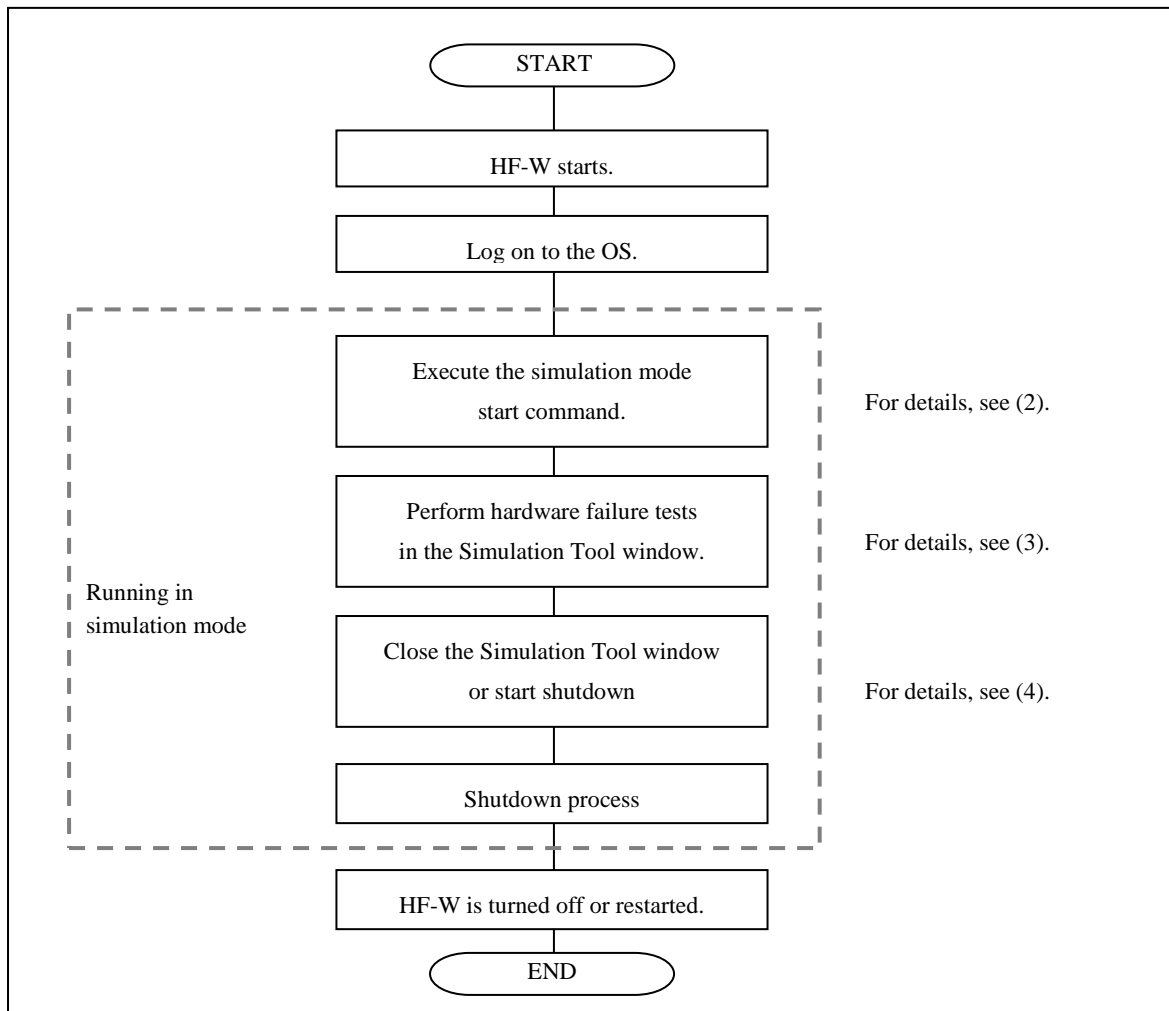 START
HF-W starts.
Log on to the OS.
Execute the simulation mode
start command.
For details, see (2).
Perform hardware failure tests
in the Simulation Tool window.
For details, see (3).
Running in
simulation mode
Close the Simulation Tool window
or start shutdown
For details, see (4).
Shutdown process
HF-W is turned off or restarted.
END